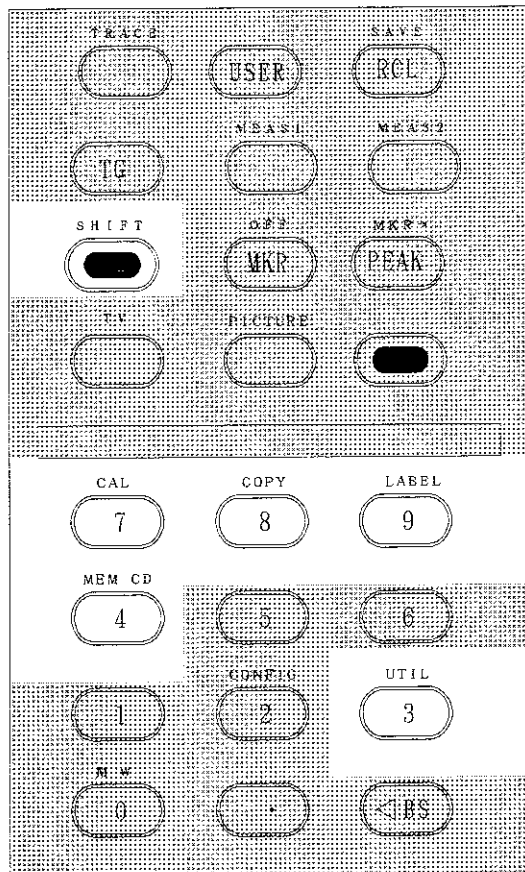 TRACE SAVE
USER RCL
MEAS1 MEAS2
TG
SHIFT OFF MKR→
MKR PEAK
TV PICTURE
CAL COPY LABEL
7 8 9
MEM CD
4 5 6
CONFIG UTIL
1 2 3
M W
0 . ◁BS